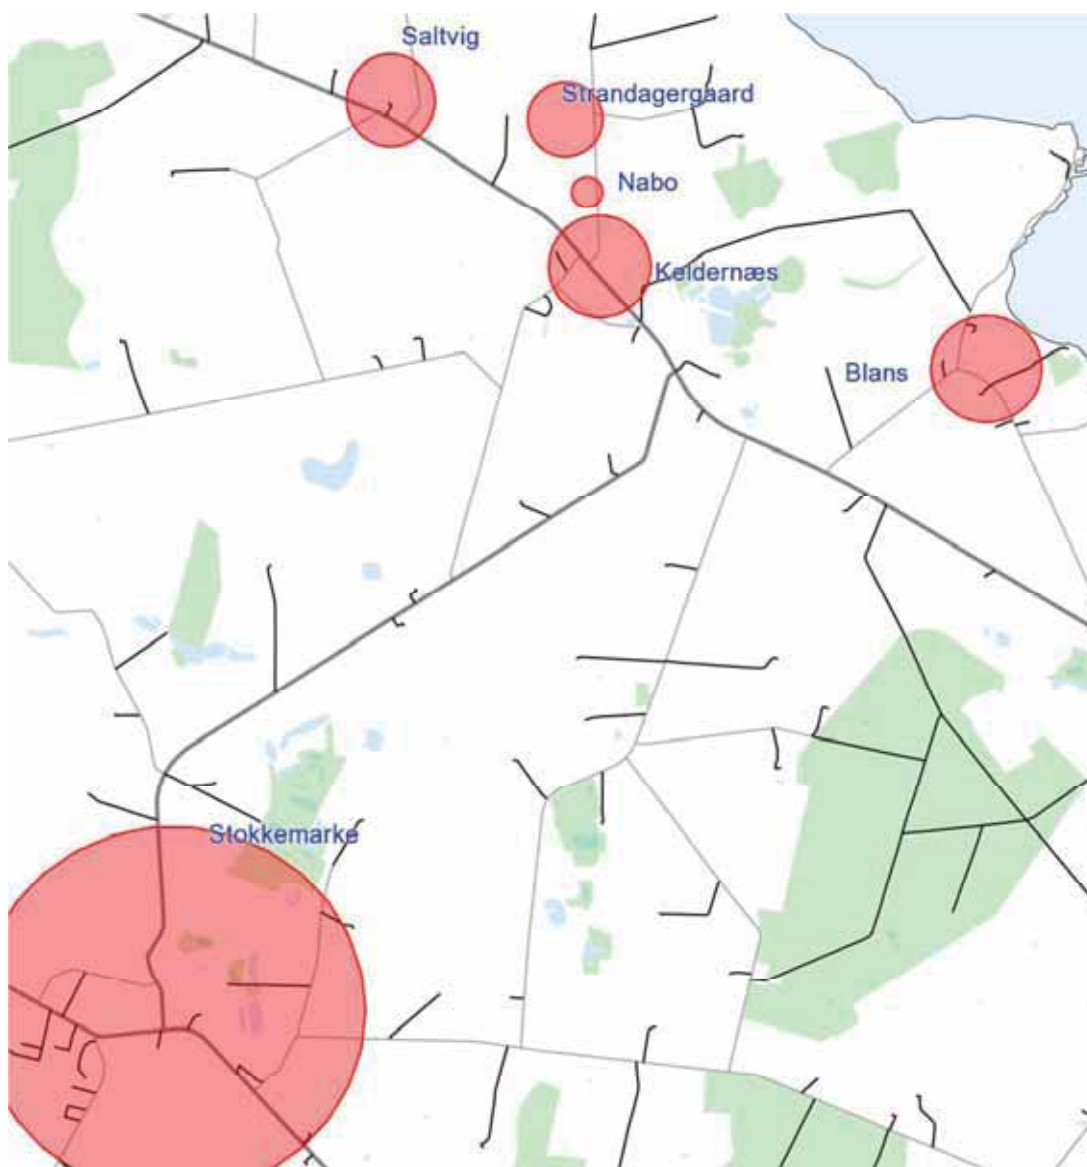 Saltvig
Strandagergaard
Nabo
Keldernæs
Blans
Stokkemarke